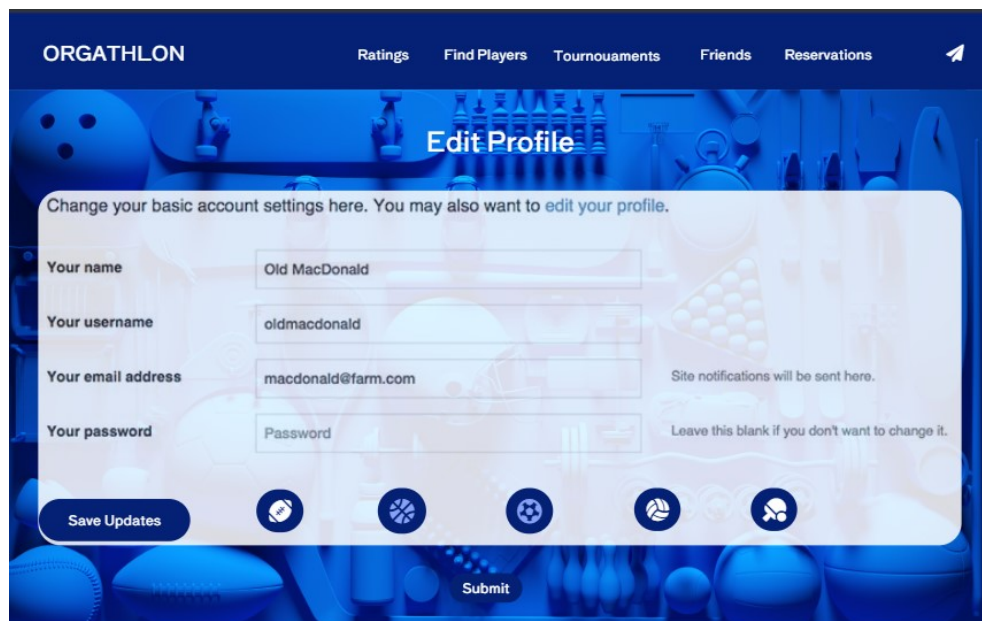 ORGATHLON Ratings Find Players Tournouaments Friends Reservations
Edit Profile
Change your basic account settings here. You may also want to edit your profile.
Your name Old MacDonald
Your username oldmacdonald
Your email address macdonald@farm.com Site notifications will be sent here.
Your password Password Leave this blank if you don't want to change it.
Save Updates
Submit